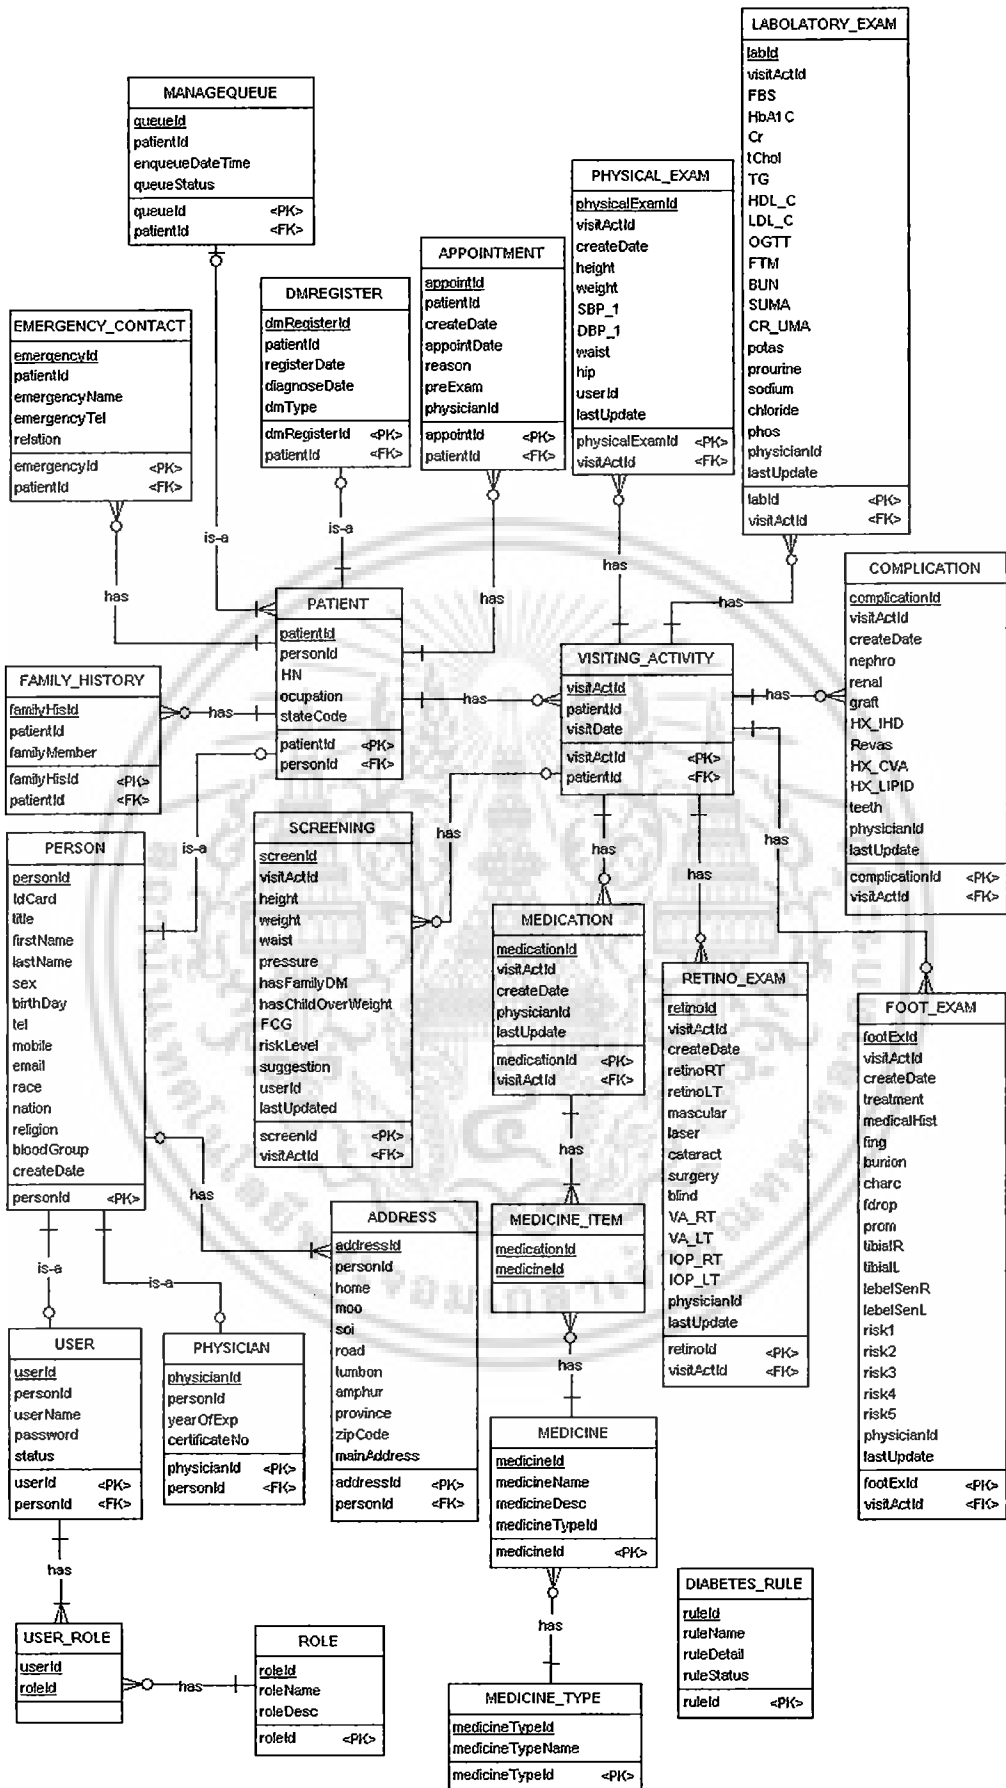 LABOLATORY_EXAM
labId
visitActId
FBS
HbA1C
Cr
tChol
TG
HDL_C
LDL_C
OGTT
FTM
BUN
SUMA
CR_UMA
potas
prourine
sodium
chloride
phos
physicianId
lastUpdate
labId <PK>
visitActId <FK>
MANAGEQUEUE
queueId
patientId
enqueueDateTime
queueStatus
queueId <PK>
patientId <FK>
PHYSICAL_EXAM
physicalExamId
visitActId
createDate
height
weight
SBP_1
DBP_1
waist
hip
userId
lastUpdate
physicalExamId <PK>
visitActId <FK>
APPOINTMENT
appointId
patientId
createDate
appointDate
reason
preExam
physicianId
appointId <PK>
patientId <FK>
DMREGISTER
dmRegisterId
patientId
registerDate
diagnoseDate
dmType
dmRegisterId <PK>
patientId <FK>
EMERGENCY_CONTACT
emergencyId
patientId
emergencyName
emergencyTel
relation
emergencyId <PK>
patientId <FK>
is-a
is-a
has
has
has
has
PATIENT
patientId
personId
HN
ocupation
stateCode
patientId <PK>
personId <FK>
COMPLICATION
complicationId
visitActId
createDate
nephro
renal
graft
HX_IHD
Revas
HX_CVA
HX_LIPID
teeth
physicianId
lastUpdate
complicationId <PK>
visitActId <FK>
VISITING_ACTIVITY
visitActId
patientId
visitDate
visitActId <PK>
patientId <FK>
FAMILY_HISTORY
familyHisId
patientId
familyMember
familyHisId <PK>
patientId <FK>
has
has
has
is-a
has
has
has
has
PERSON
personId
IdCard
title
firstName
lastName
sex
birthDay
tel
mobile
email
race
nation
religion
bloodGroup
createDate
personId <PK>
SCREENING
screenId
visitActId
height
weight
waist
pressure
hasFamilyDM
hasChildOverWeight
FCG
riskLevel
suggestion
userId
lastUpdated
screenId <PK>
visitActId <FK>
MEDICATION
medicationId
visitActId
createDate
physicianId
lastUpdate
medicationId <PK>
visitActId <FK>
RETINO_EXAM
retinoId
visitActId
createDate
retinoRT
retinoLT
mascular
laser
cataract
surgery
blind
VA_RT
VA_LT
IOP_RT
IOP_LT
physicianId
lastUpdate
retinoId <PK>
visitActId <FK>
FOOT_EXAM
footExId
visitActId
createDate
treatment
medicalHist
fing
bunion
charc
fdrop
prom
tibialR
tibialL
lebelSenR
lebelSenL
risk1
risk2
risk3
risk4
risk5
physicianId
lastUpdate
footExId <PK>
visitActId <FK>
has
has
is-a
is-a
ADDRESS
addressId
personId
home
moo
soi
road
tumbon
amphur
province
zipCode
mainAddress
addressId <PK>
personId <FK>
MEDICINE_ITEM
medicationId
medicineId
has
USER
userId
personId
userName
password
status
userId <PK>
personId <FK>
PHYSICIAN
physicianId
personId
yearOfExp
certificateNo
physicianId <PK>
personId <FK>
MEDICINE
medicineId
medicineName
medicineDesc
medicineTypeId
medicineId <PK>
has
has
USER_ROLE
userId
roleId
has
ROLE
roleId
roleName
roleDesc
roleId <PK>
MEDICINE_TYPE
medicineTypeId
medicineTypeName
medicineTypeId <PK>
DIABETES_RULE
ruleId
ruleName
ruleDetail
ruleStatus
ruleId <PK>